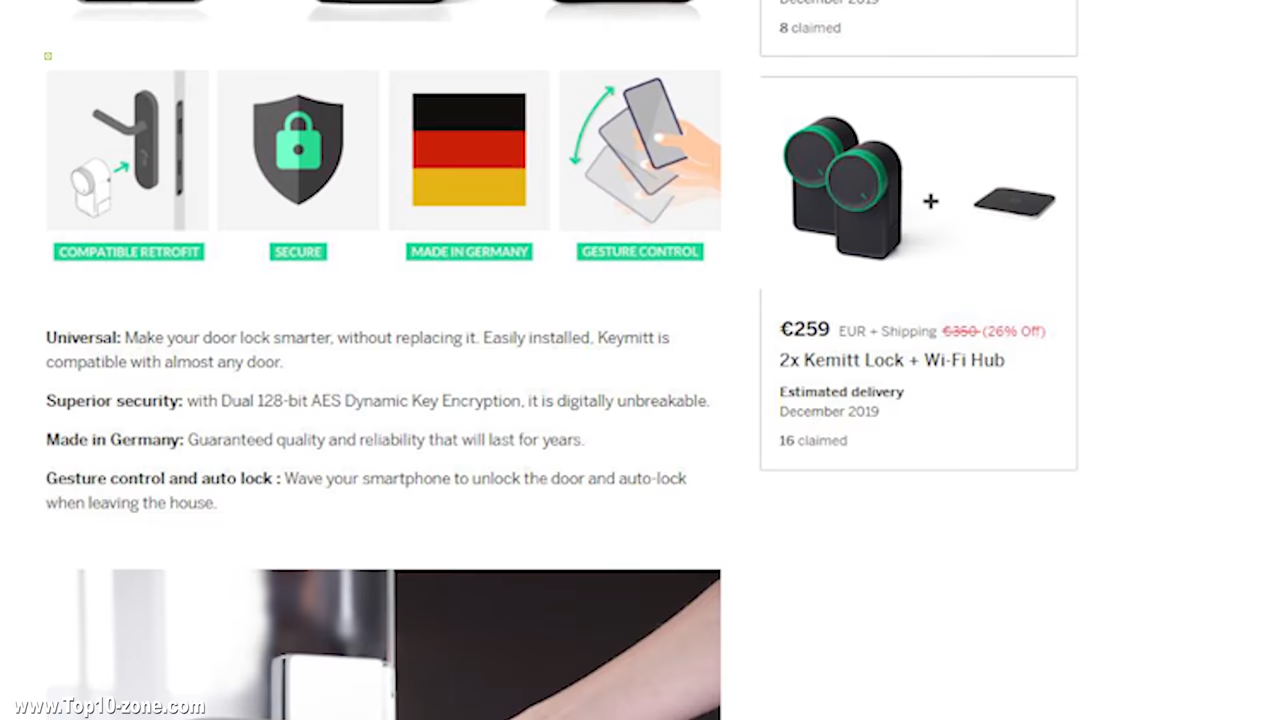 December 2019
8 claimed
COMPATIBLE RETROFIT
SECURE
MADE IN GERMANY
GESTURE CONTROL
Universal: Make your door lock smarter, without replacing it. Easily installed, Keymitt is
compatible with almost any door.
Superior security: with Dual 128-bit AES Dynamic Key Encryption, it is digitally unbreakable.
Made in Germany: Guaranteed quality and reliability that will last for years.
Gesture control and auto lock : Wave your smartphone to unlock the door and auto-lock
when leaving the house.
€259 EUR + Shipping €350 (26% Off)
2x Kemitt Lock + Wi-Fi Hub
Estimated delivery
December 2019
16 claimed
www.Top10-zone.com